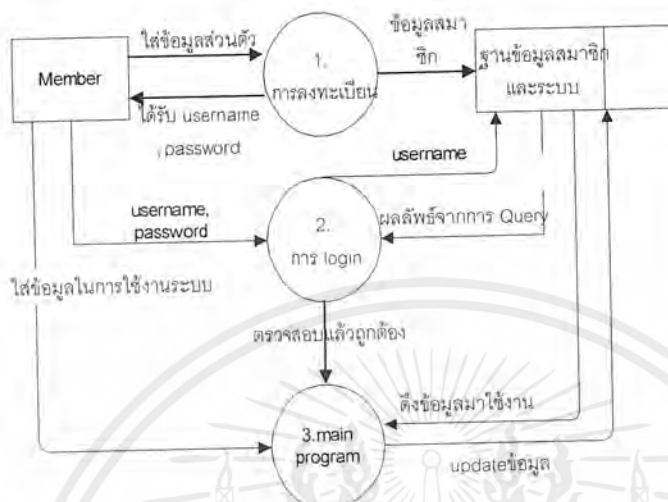 Member
ใส่ข้อมูลส่วนตัว
1.
การลงทะเบียน
ข้อมูลสมา
ชิก
ฐานข้อมูลสมาชิก
และระบบ
ได้รับ username
, password
username
username,
password
2.
การ login
ผลลัพธ์จากการ Query
ใส่ข้อมูลในการใช้งานระบบ
ตรวจสอบแล้วถูกต้อง
3.main
program
ดึงข้อมูลมาใช้งาน
updateข้อมูล